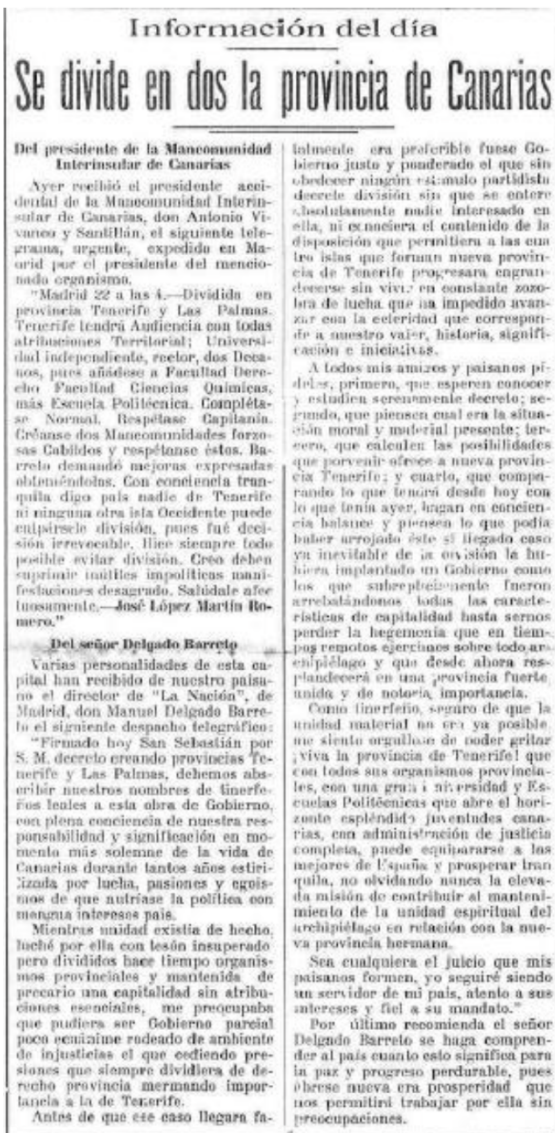 Información del día
Se divide en dos la provincia de Canarias
Del presidente de la Mancomunidad
Interinsular de Canarias
Ayer recibió el presidente acci-
dental de la Mancomunidad Interin-
sular de Canarias, don Antonio Vi-
vanco y Santillán, el siguiente tele-
grama, urgente, expedido en Ma-
drid por el presidente del mencio-
nado organismo.
"Madrid 22 a las 4.—Dividida en
provincia Tenerife y Las Palmas.
Tenerife tendrá Audiencia con todas
atribuciones Territorial; Universi-
dad independiente, rector, dos Deca-
nos, pues añádese a Facultad Dere-
cho Facultad Ciencias Químicas,
más Escuela Politécnica. Compléta-
se Normal. Respétase Capitanía.
Créanse dos Mancomunidades forzo-
sas Cabildos y respétanse éstos. Ba-
rreto demandó mejoras expresadas
obteniéndolas. Con conciencia tran-
quila digo país nadie de Tenerife
ni ninguna otra isla Occidente puede
culpírsele división, pues fué deci-
sión irrevocable. Hice siempre todo
posible evitar división. Creo deben
suprimir inútiles impolíticas mani-
festaciones desagrado. Salúdale afec
tuosamente.—José López Martín Ro-
mero."
Del señor Delgado Barreto
Varias personalidades de esta ca-
pital han recibido de nuestro paisa-
no el director de "La Nación", de
Madrid, don Manuel Delgado Barre-
to el siguiente despacho telegráfico:
"Firmado hoy San Sebastián por
S. M. decreto creando provincias Te-
nerife y Las Palmas, debemos abs-
cribir nuestros nombres de tinerfe-
ños leales a esta obra de Gobierno,
con plena conciencia de nuestra res-
ponsabilidad y significación en mo-
mento más solemne de la vida de
Canarias durante tantos años estiri-
lizada por lucha, pasiones y egois-
mos de que nutríase la política con
mengua intereses país.
Mientras unidad existía de hecho,
luché por ella con tesón insuperado
pero divididos hace tiempo organis-
mos provinciales y mantenida de
precario una capitalidad sin atribu-
ciones esenciales, me preocupaba
que pudiera ser Gobierno parcial
poco ecuánime rodeado de ambiente
de injusticias el que cediendo pre-
siones que siempre dividiera de de-
recho provincia mermando impor-
tancia a la de Tenerife.
Antes de que ese caso llegara fa-
talmente era preferible fuese Go-
bierno justo y ponderado el que sin
obedecer ningún estímulo partidista
decrete división sin que se entere
absolutamente nadie interesado en
ella, ni conociera el contenido de la
disposición que permitiera a las cua
tro islas que forman nueva provin-
cia de Tenerife progresara engran-
decerse sin vivir en constante zozo-
bra de lucha que ha impedido avan-
zar con la celeridad que correspon-
de a nuestro valer, historia, signifi-
cación e iniciativas.
A todos mis amigos y paisanos pí-
deles, primero, que esperen conocer
y estudien serenamente decreto; se-
gundo, que piensen cual era la situa-
ción moral y material presente; ter-
cero, que calculen las posibilidades
que porvenir ofrece a nueva provin-
cia Tenerife; y cuarto, que compa-
rando lo que tendrá desde hoy con
lo que tenía ayer, hagan en concien-
cia balance y piensen lo que podía
haber arrojado éste si llegado caso
ya inevitable de la división la hu-
biera implantado un Gobierno como
los que subrepticiamente fueron
arrebatándonos todas las caracte-
rísticas de capitalidad hasta sernos
perder la hegemonía que en tiem-
pos remotos ejercimos sobre todo ar-
chipiélago y que desde ahora res-
plandecerá en una provincia fuerte
unida y de notoria importancia.
Como tinerfeño, seguro de que la
unidad material no era ya posible
me siento orgulloso de poder gritar
¡viva la provincia de Tenerife! que
con todos sus organismos provincia-
les, con una gran Universidad y Es-
cuelas Politécnicas que abre el hori-
zonte espléndido juventudes cana-
rias, con administración de justicia
completa, puede equipararse a las
mejores de España y prosperar tran
quila, no olvidando nunca la eleva-
da misión de contribuir al manteni-
miento de la unidad espiritual del
archipiélago en relación con la nue-
va provincia hermana.
Sea cualquiera el juicio que mis
paisanos formen, yo seguiré siendo
un servidor de mi país, atento a sus
intereses y fiel a su mandato."
Por último recomienda el señor
Delgado Barreto se haga compren-
der al país cuanto esto significa para
la paz y progreso perdurable, pues
ábrese nueva era prosperidad que
nos permitirá trabajar por ella sin
preocupaciones.